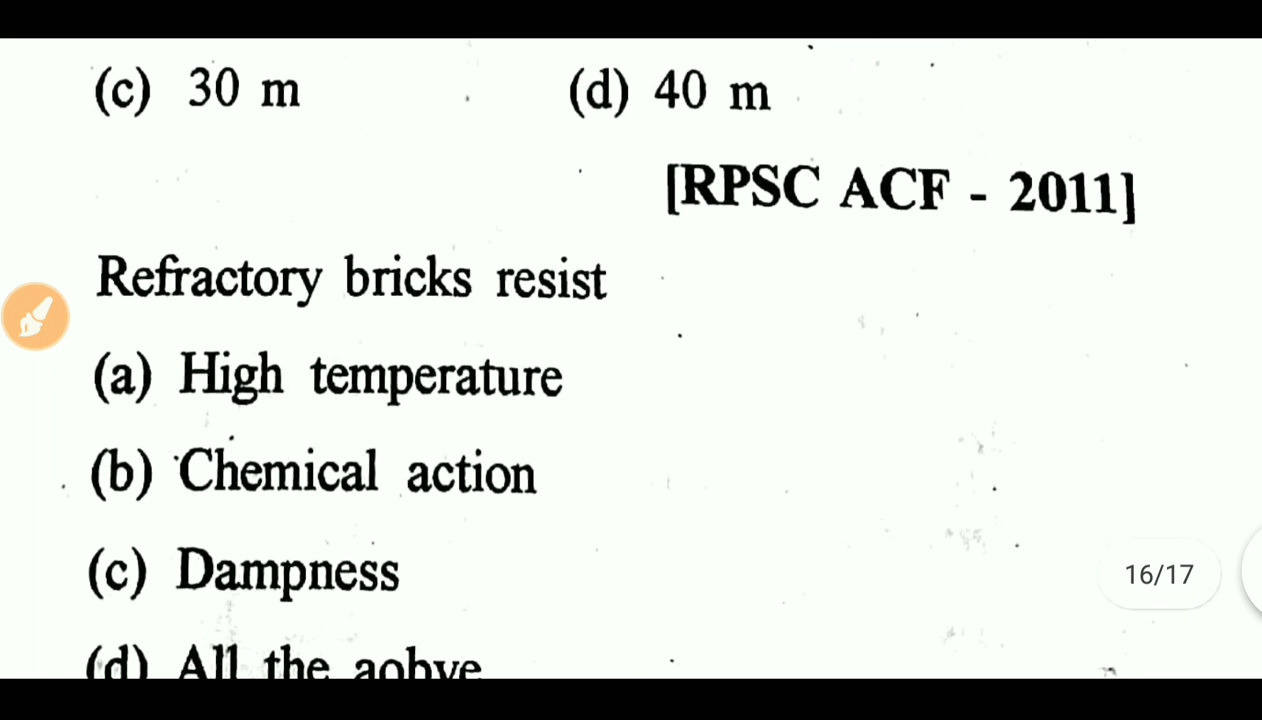 (c) 30 m (d) 40 m
[RPSC ACF - 2011]
Refractory bricks resist
(a) High temperature
(b) Chemical action
(c) Dampness
16/17
(d) All the aobve